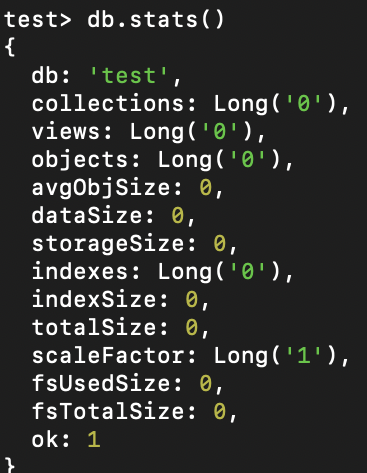 test> db.stats()
{
  db: 'test',
  collections: Long('0'),
  views: Long('0'),
  objects: Long('0'),
  avgObjSize: 0,
  dataSize: 0,
  storageSize: 0,
  indexes: Long('0'),
  indexSize: 0,
  totalSize: 0,
  scaleFactor: Long('1'),
  fsUsedSize: 0,
  fsTotalSize: 0,
  ok: 1
}